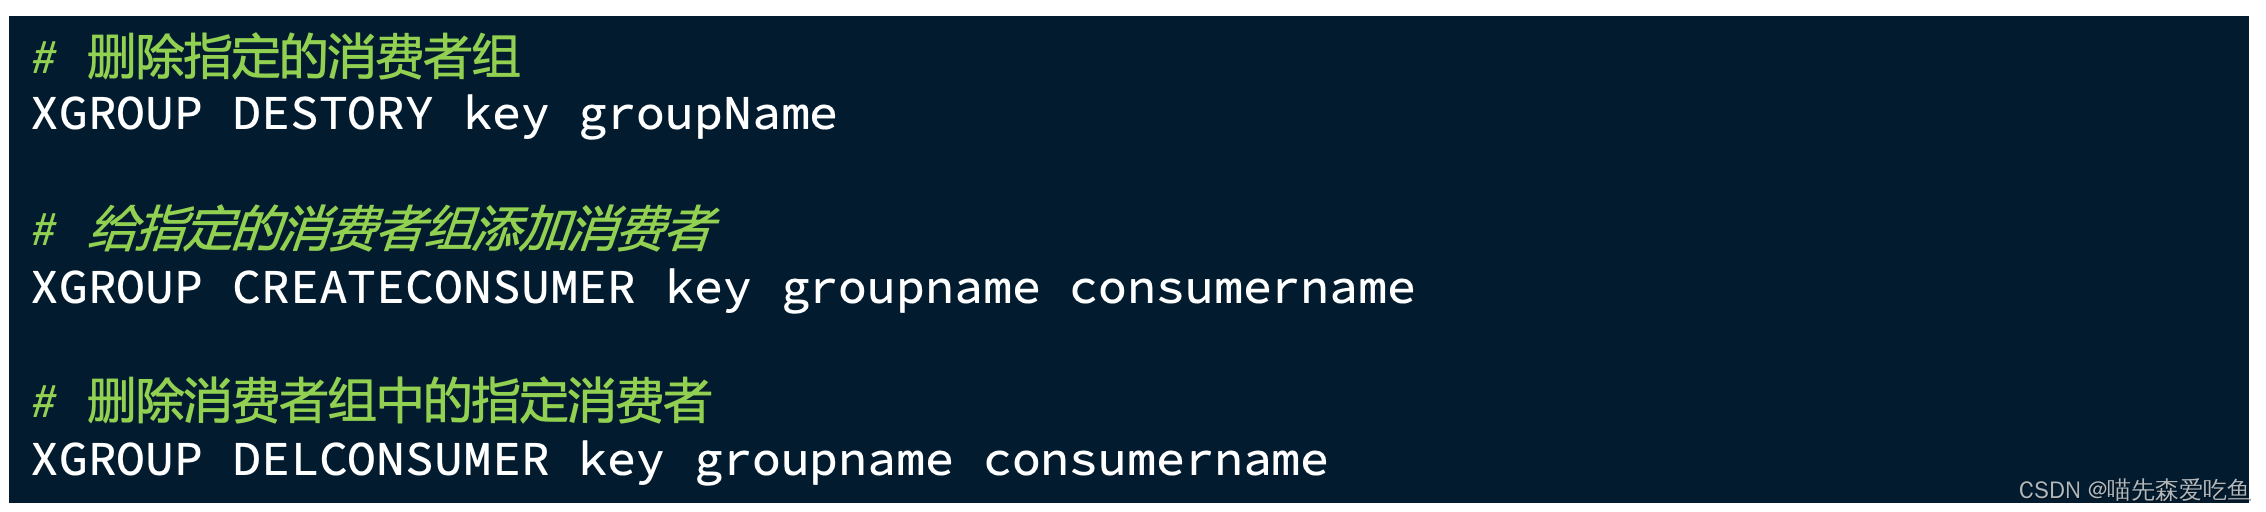 # 删除指定的消费者组
XGROUP DESTORY key groupName
# 给指定的消费者组添加消费者
XGROUP CREATECONSUMER key groupname consumername
# 删除消费者组中的指定消费者
XGROUP DELCONSUMER key groupname consumername
CSDN @喵先森爱吃鱼